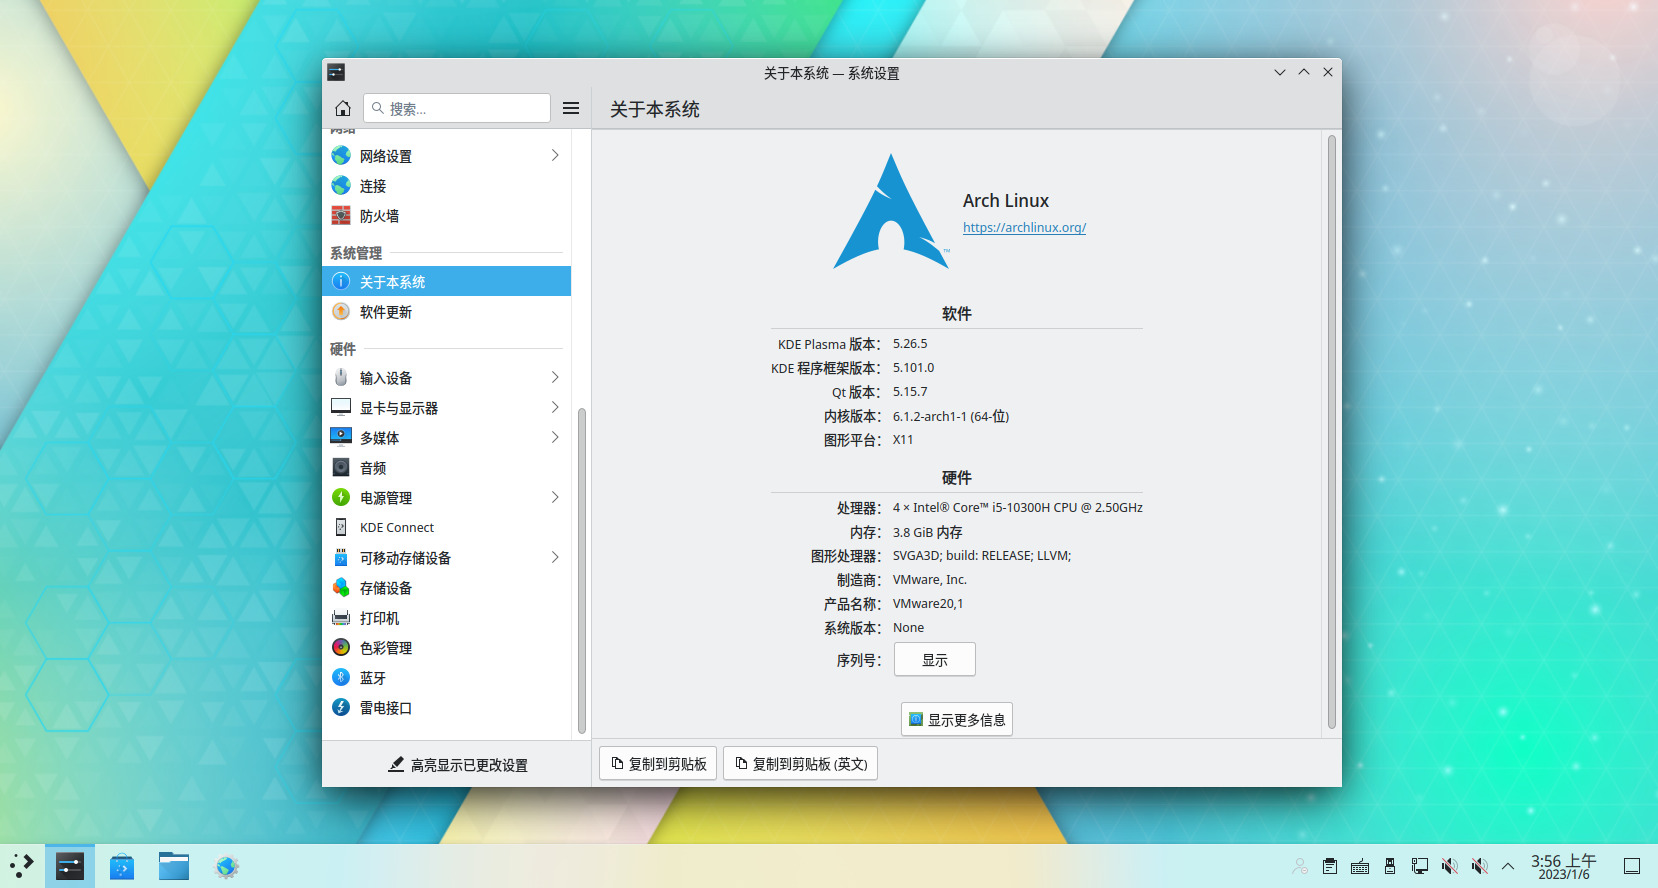 关于本系统 — 系统设置
搜索...
关于本系统
网络
网络设置
连接
防火墙
系统管理
关于本系统
软件更新
硬件
输入设备
显卡与显示器
多媒体
音频
电源管理
KDE Connect
可移动存储设备
存储设备
打印机
色彩管理
蓝牙
雷电接口
高亮显示已更改设置
™
Arch Linux
https://archlinux.org/
软件
KDE Plasma 版本： 5.26.5
KDE 程序框架版本： 5.101.0
Qt 版本： 5.15.7
内核版本： 6.1.2-arch1-1 (64-位)
图形平台： X11
硬件
处理器： 4 × Intel® Core™ i5-10300H CPU @ 2.50GHz
内存： 3.8 GiB 内存
图形处理器： SVGA3D; build: RELEASE; LLVM;
制造商： VMware, Inc.
产品名称： VMware20,1
系统版本： None
序列号： 显示
显示更多信息
复制到剪贴板 复制到剪贴板 (英文)
3:56 上午
2023/1/6